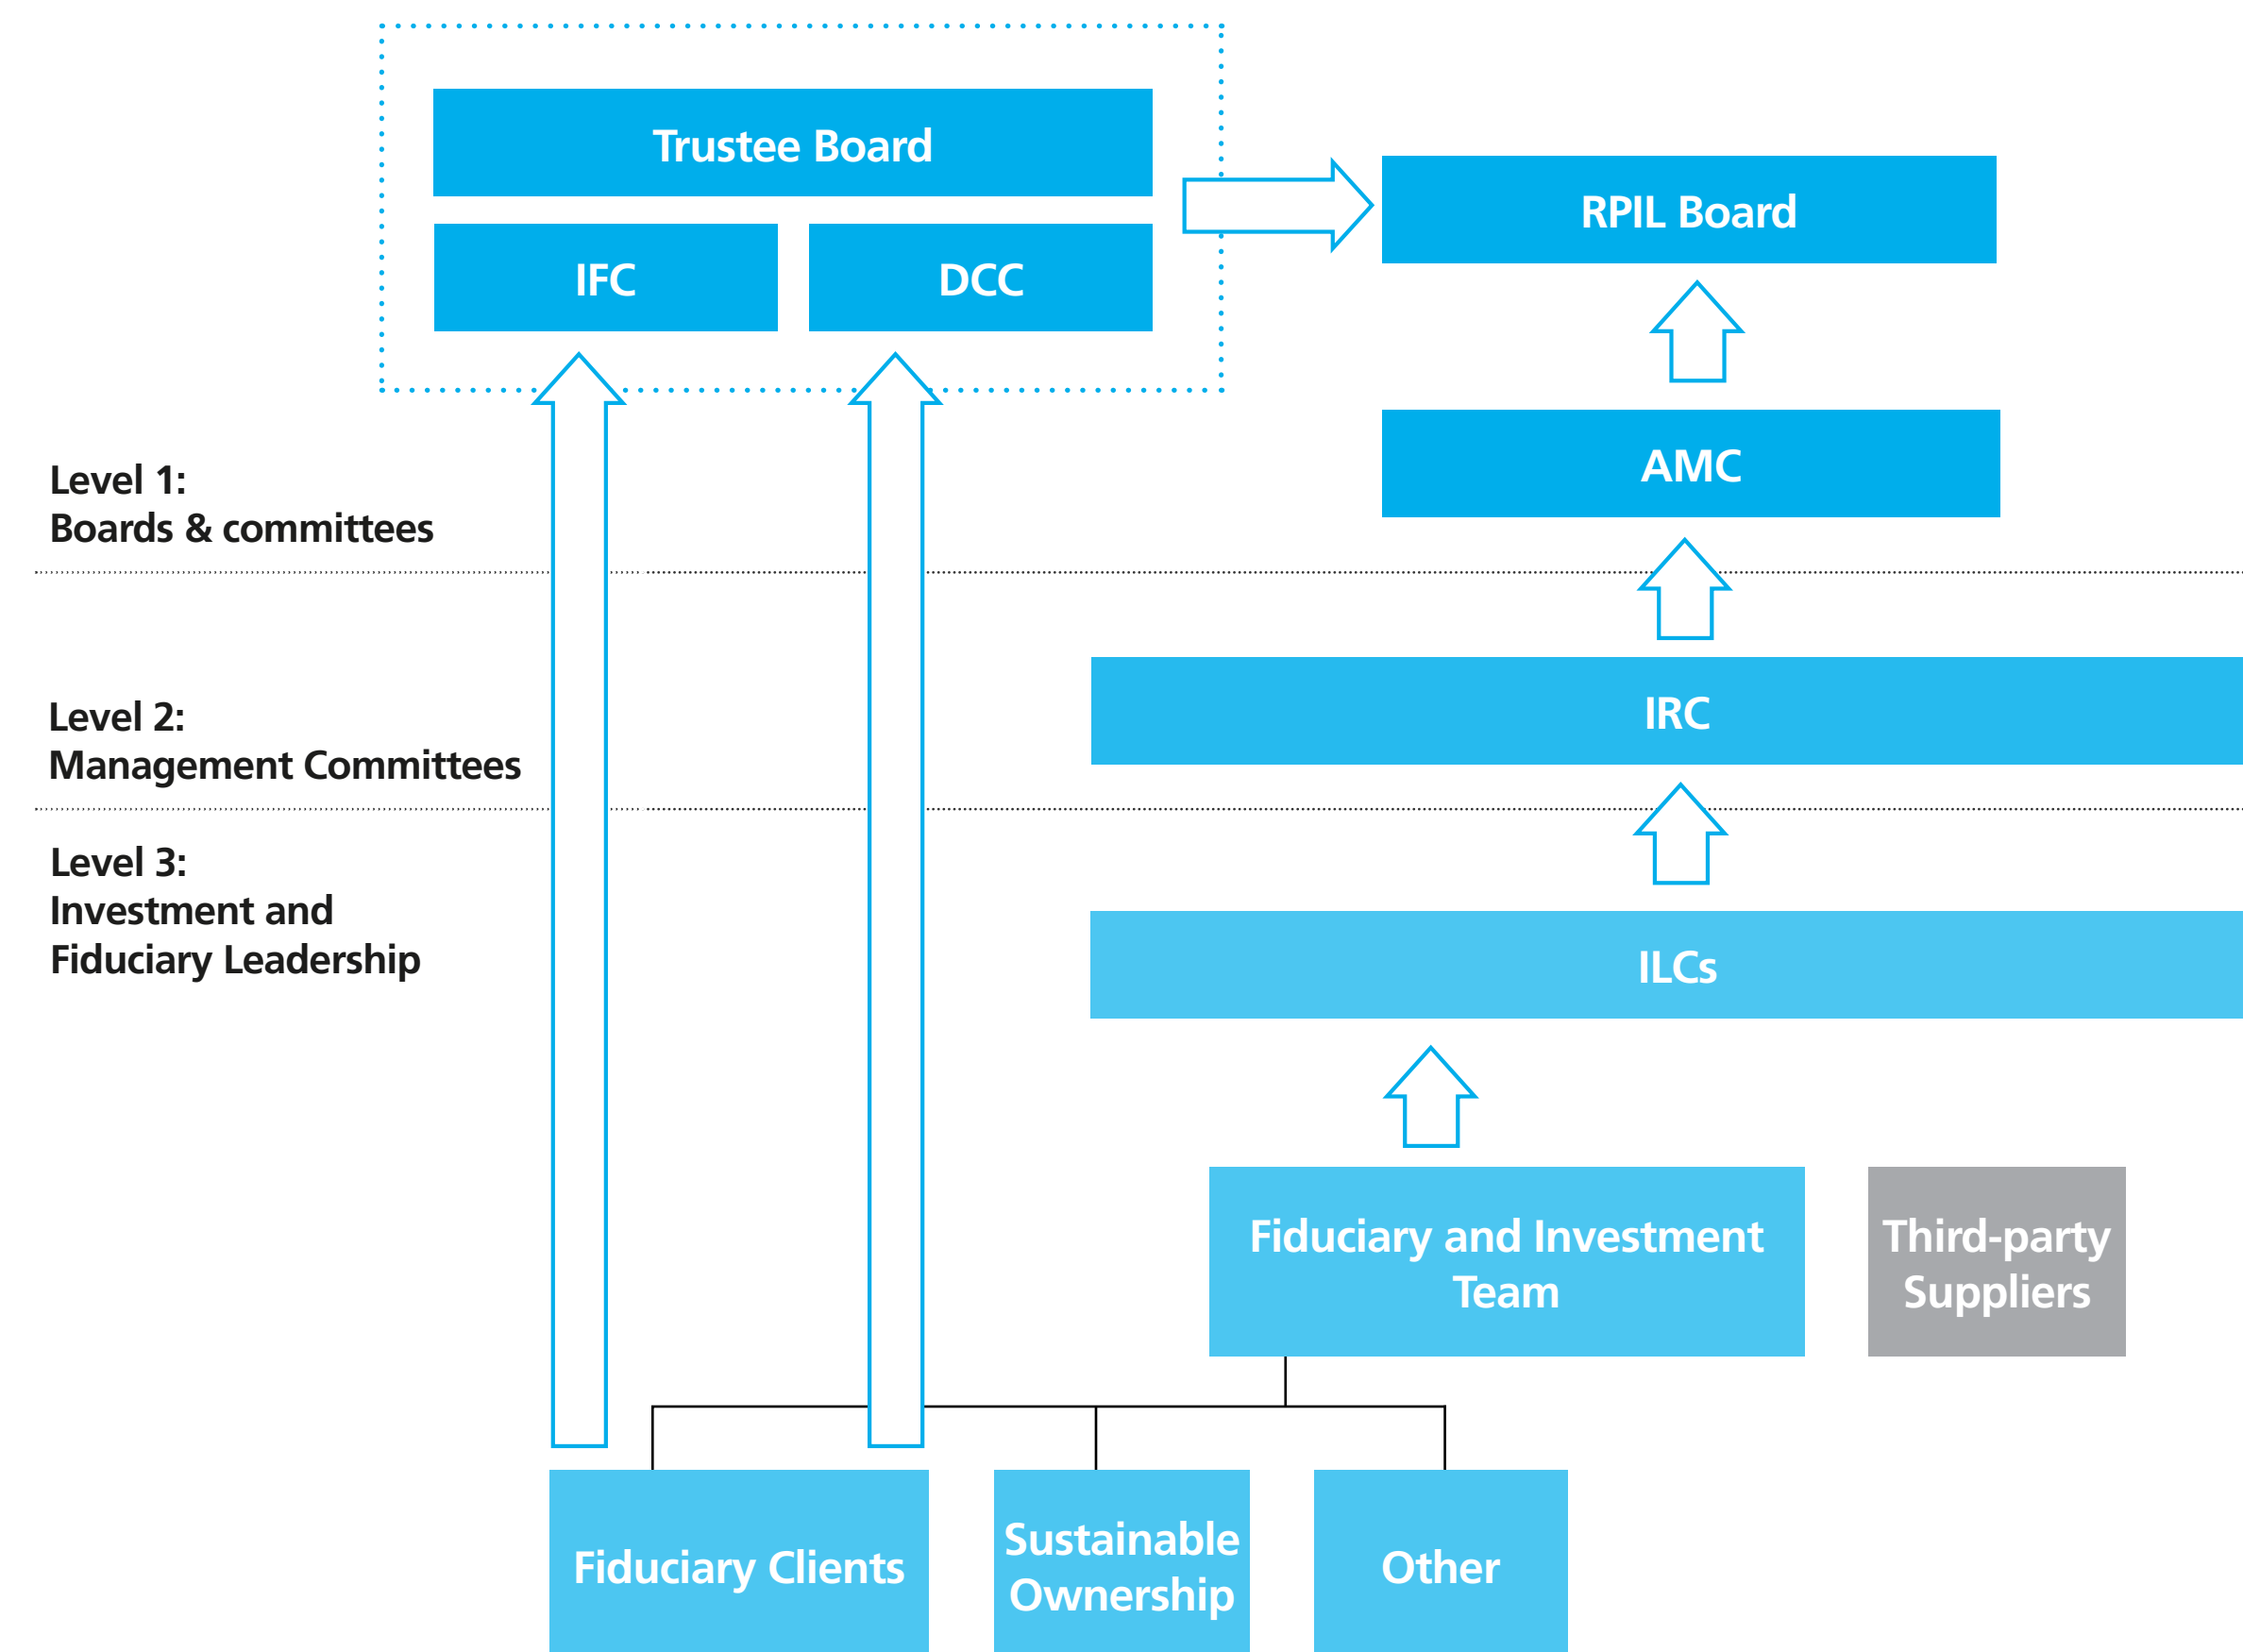 Trustee Board
IFC
DCC
RPIL Board
AMC
Level 1:
Boards & committees
IRC
Level 2:
Management Committees
Level 3:
Investment and
Fiduciary Leadership
ILCs
Fiduciary and Investment
Team
Third-party
Suppliers
Fiduciary Clients
Sustainable
Ownership
Other